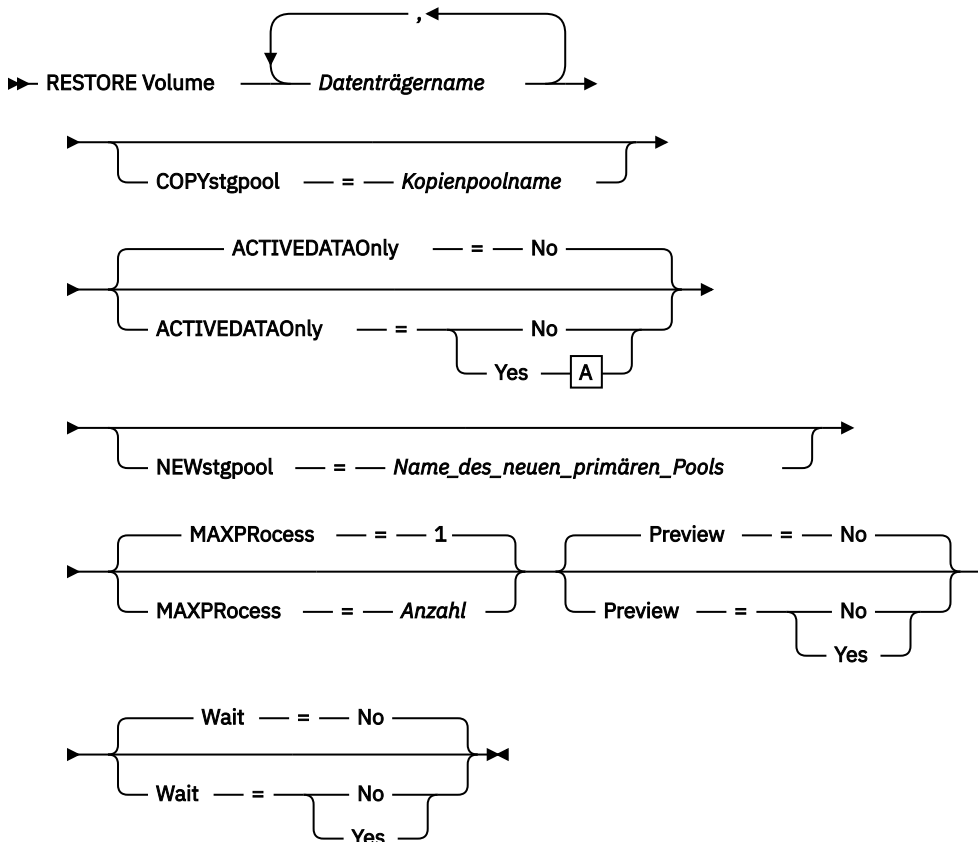 ,
RESTORE Volume Datenträgername
COPYstgpool = Kopienpoolname
ACTIVEDATAOnly = No
ACTIVEDATAOnly = No
Yes A
NEWstgpool = Name_des_neuen_primären_Pools
MAXPRocess = 1 Preview = No
MAXPRocess = Anzahl Preview = No
Yes
Wait = No
Wait = No
Yes